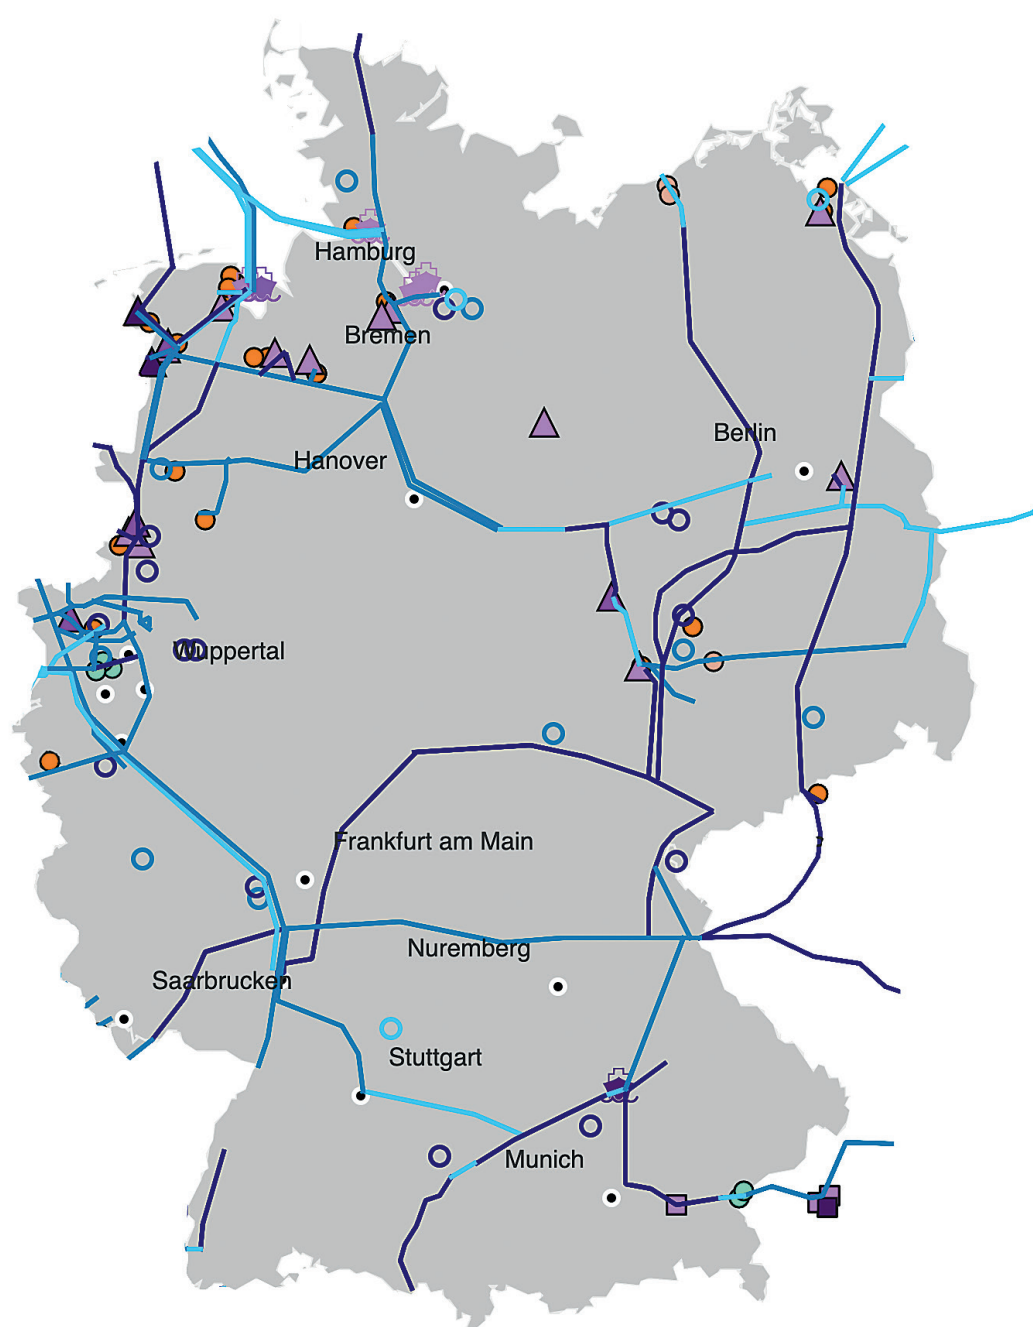 Hamburg
Bremen
Berlin
Hanover
Wuppertal
Frankfurt am Main
Nuremberg
Saarbrucken
Stuttgart
Munich